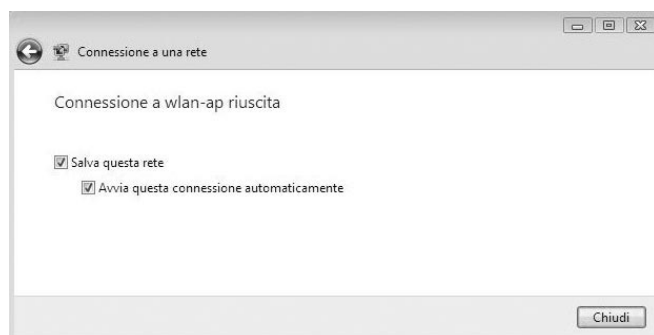 Connessione a una rete
Connessione a wlan-ap riuscita
Salva questa rete
Avvia questa connessione automaticamente
Chiudi